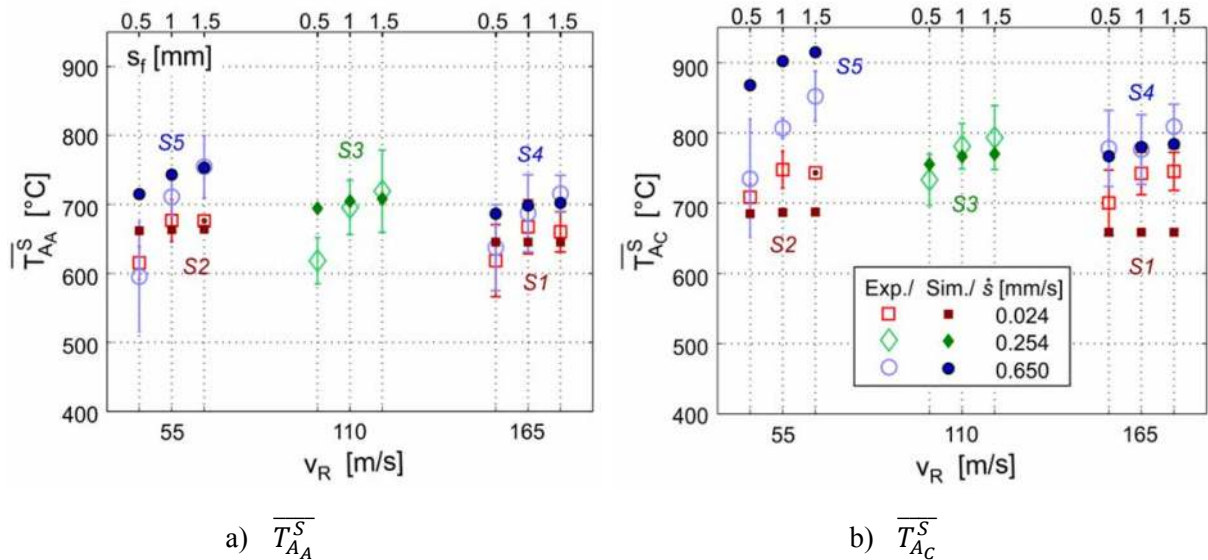 0.5 1 1.5 0.5 1 1.5 0.5 1 1.5
s_f [mm]
900
800
700
600
500
400
S5
S3
S4
S2
S1
\overline{T}^S_{A_A} [°C]
55 110 165
v_R [m/s]
a) \overline{T^S_{A_A}}
0.5 1 1.5 0.5 1 1.5 0.5 1 1.5
900
800
700
600
500
400
S5
S4
S3
S2
S1
Exp./ Sim./ ṡ [mm/s]
0.024
0.254
0.650
\overline{T}^S_{A_C} [°C]
55 110 165
v_R [m/s]
b) \overline{T^S_{A_C}}